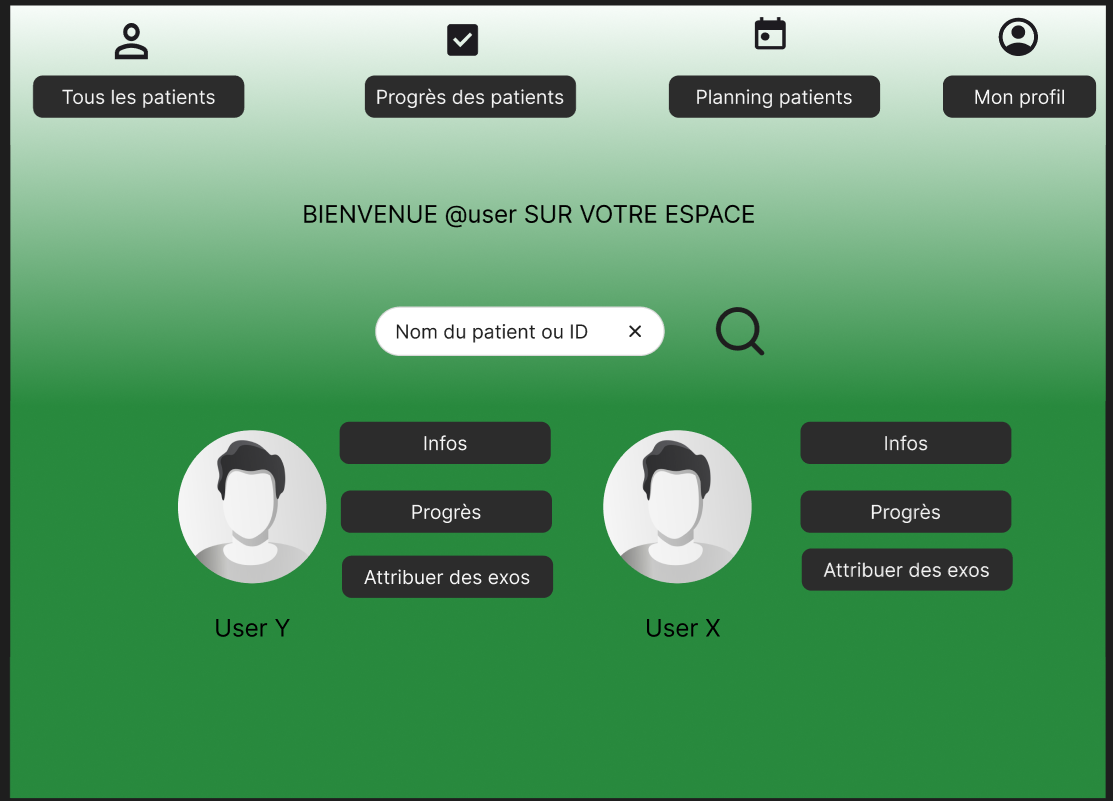 Tous les patients
Progrès des patients
Planning patients
Mon profil
BIENVENUE @user SUR VOTRE ESPACE
Nom du patient ou ID
Infos
Progrès
Attribuer des exos
User Y
Infos
Progrès
Attribuer des exos
User X